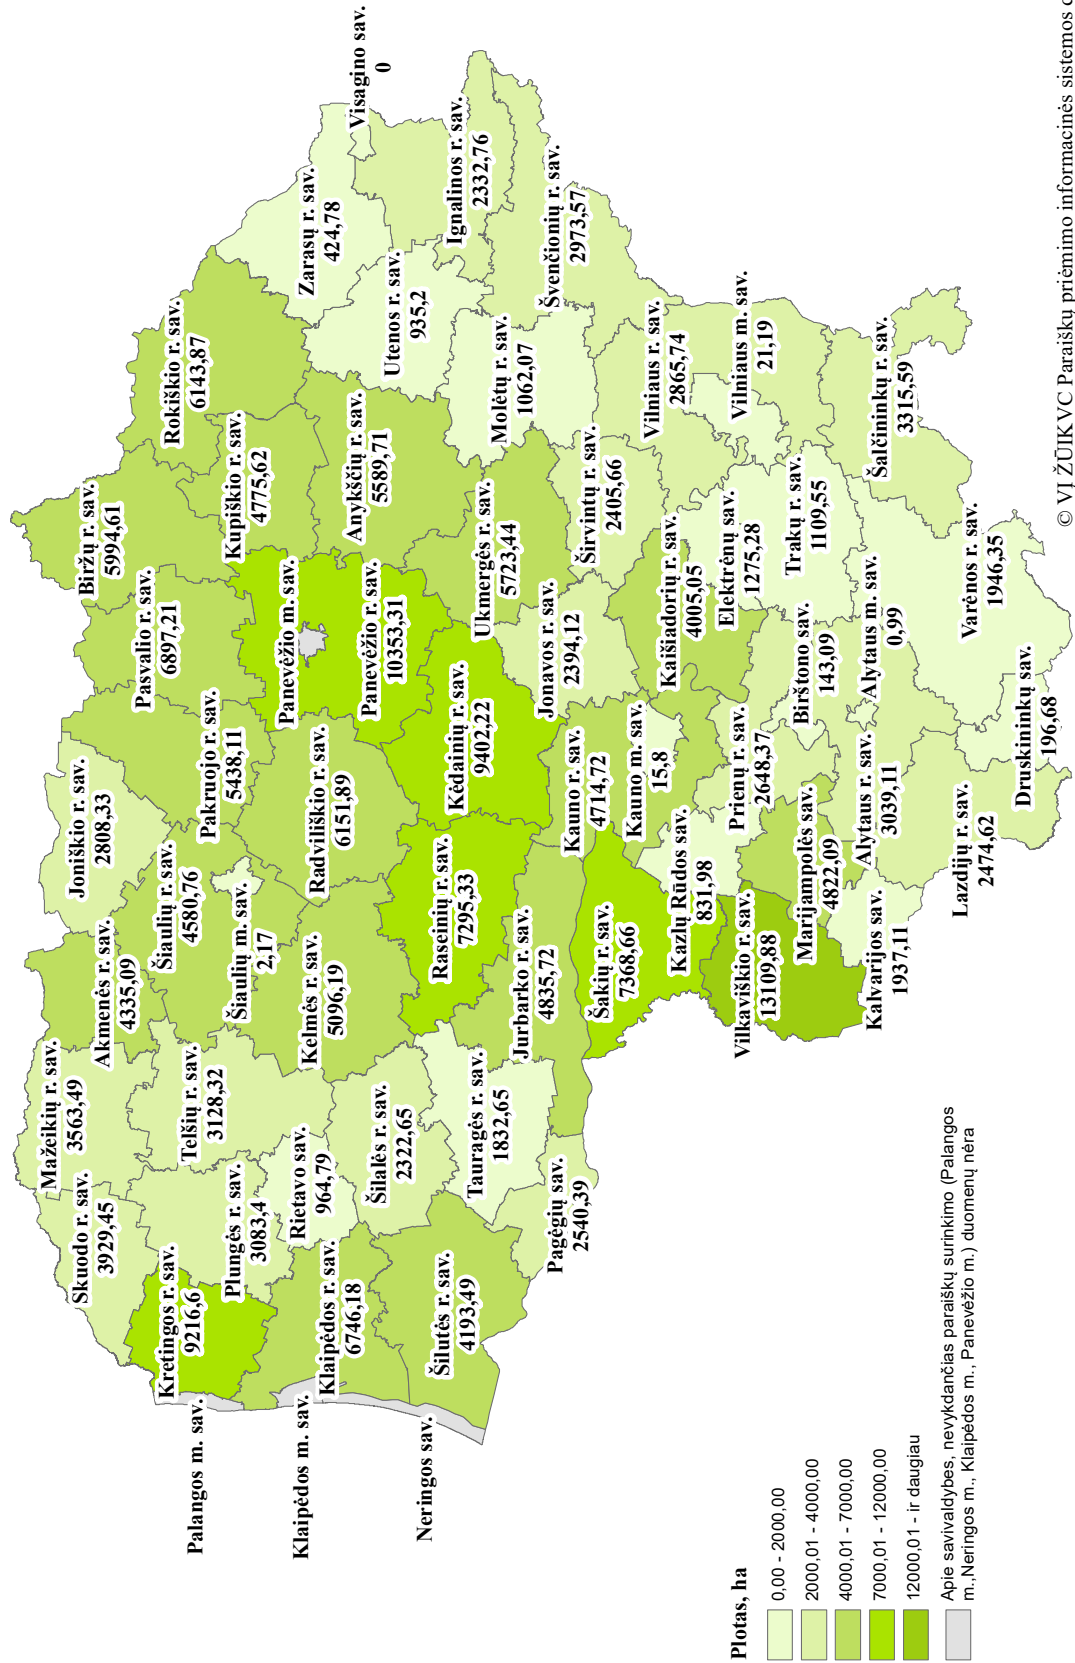 Skuodo r. sav.
3929,45
Mažeikių r. sav.
3563,49
Akmenės r. sav.
4335,09
Joniškio r. sav.
2808,33
Pasvalio r. sav.
6897,21
Biržų r. sav.
5994,61
Rokiškio r. sav.
6143,87
Palangos m. sav.
Kretingos r. sav.
9216,6
Plungės r. sav.
3083,4
Telšių r. sav.
3128,32
Šiaulių r. sav.
4580,76
Šiaulių m. sav.
2,17
Pakruojo r. sav.
5438,11
Kupiškio r. sav.
4775,62
Zarasų r. sav.
424,78
Visagino sav.
0
Klaipėdos m. sav
Klaipėdos r. sav.
6746,18
Rietavo sav.
964,79
Kelmės r. sav.
5096,19
Radviliškio r. sav.
6151,89
Panevėžio m. sav.
Panevėžio r. sav.
10353,31
Anykščių r. sav.
5589,71
Utenos r. sav.
935,2
Ignalinos r. sav.
2332,76
Neringos sav.
Šilutės r. sav.
4193,49
Šilalės r. sav.
2322,65
Tauragės r. sav.
1832,65
Raseinių r. sav.
7295,33
Kėdainių r. sav.
9402,22
Ukmergės r. sav.
5723,44
Molėtų r. sav.
1062,07
Švenčionių r. sav.
2973,57
Pagėgių sav.
2540,39
Jurbarko r. sav.
4835,72
Kauno r. sav.
4714,72
Jonavos r. sav.
2394,12
Širvintų r. sav.
2405,66
Vilniaus r. sav.
2865,74
Šakių r. sav.
7368,66
Kauno m. sav.
15,8
Kaišiadorių r. sav.
4005,05
Elektrėnų sav.
1275,28
Vilniaus m. sav.
21,19
Kazlų Rūdos sav.
831,98
Prienų r. sav.
2648,37
Birštono sav.
143,09
Trakų r. sav.
1109,55
Vilkaviškio r. sav.
13109,88
Marijampolės sav.
4822,09
Alytaus r. sav.
3039,11
Alytaus m. sav.
0,99
Šalčininkų r. sav.
3315,59
Kalvarijos sav.
1937,11
Lazdijų r. sav.
2474,62
Druskininkų sav.
196,68
Varėnos r. sav.
1946,35
Plotas, ha
0,00 - 2000,00
2000,01 - 4000,00
4000,01 - 7000,00
7000,01 - 12000,00
12000,01 - ir daugiau
Apie savivaldybes, nevykdančias paraiškų surinkimo (Palangos
m.,Neringos m., Klaipėdos m., Panevėžio m.) duomenų nėra
© VĮ ŽŪIKVC Paraiškų priėmimo informacinės sistemos